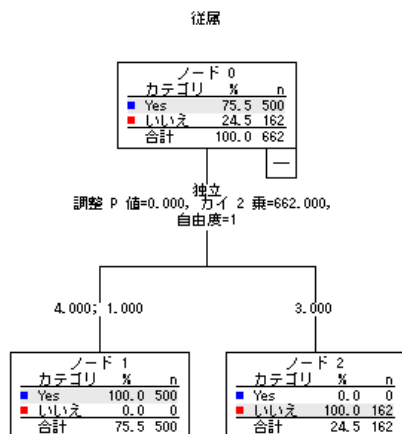 従属
ノード 0
カテゴリ % n
Yes 75.5 500
いいえ 24.5 162
合計 100.0 662
独立
調整 P 値=0.000, カイ 2 乗=662.000,
自由度=1
4.000; 1.000
3.000
ノード 1
カテゴリ % n
Yes 100.0 500
いいえ 0.0 0
合計 75.5 500
ノード 2
カテゴリ % n
Yes 0.0 0
いいえ 100.0 162
合計 24.5 162